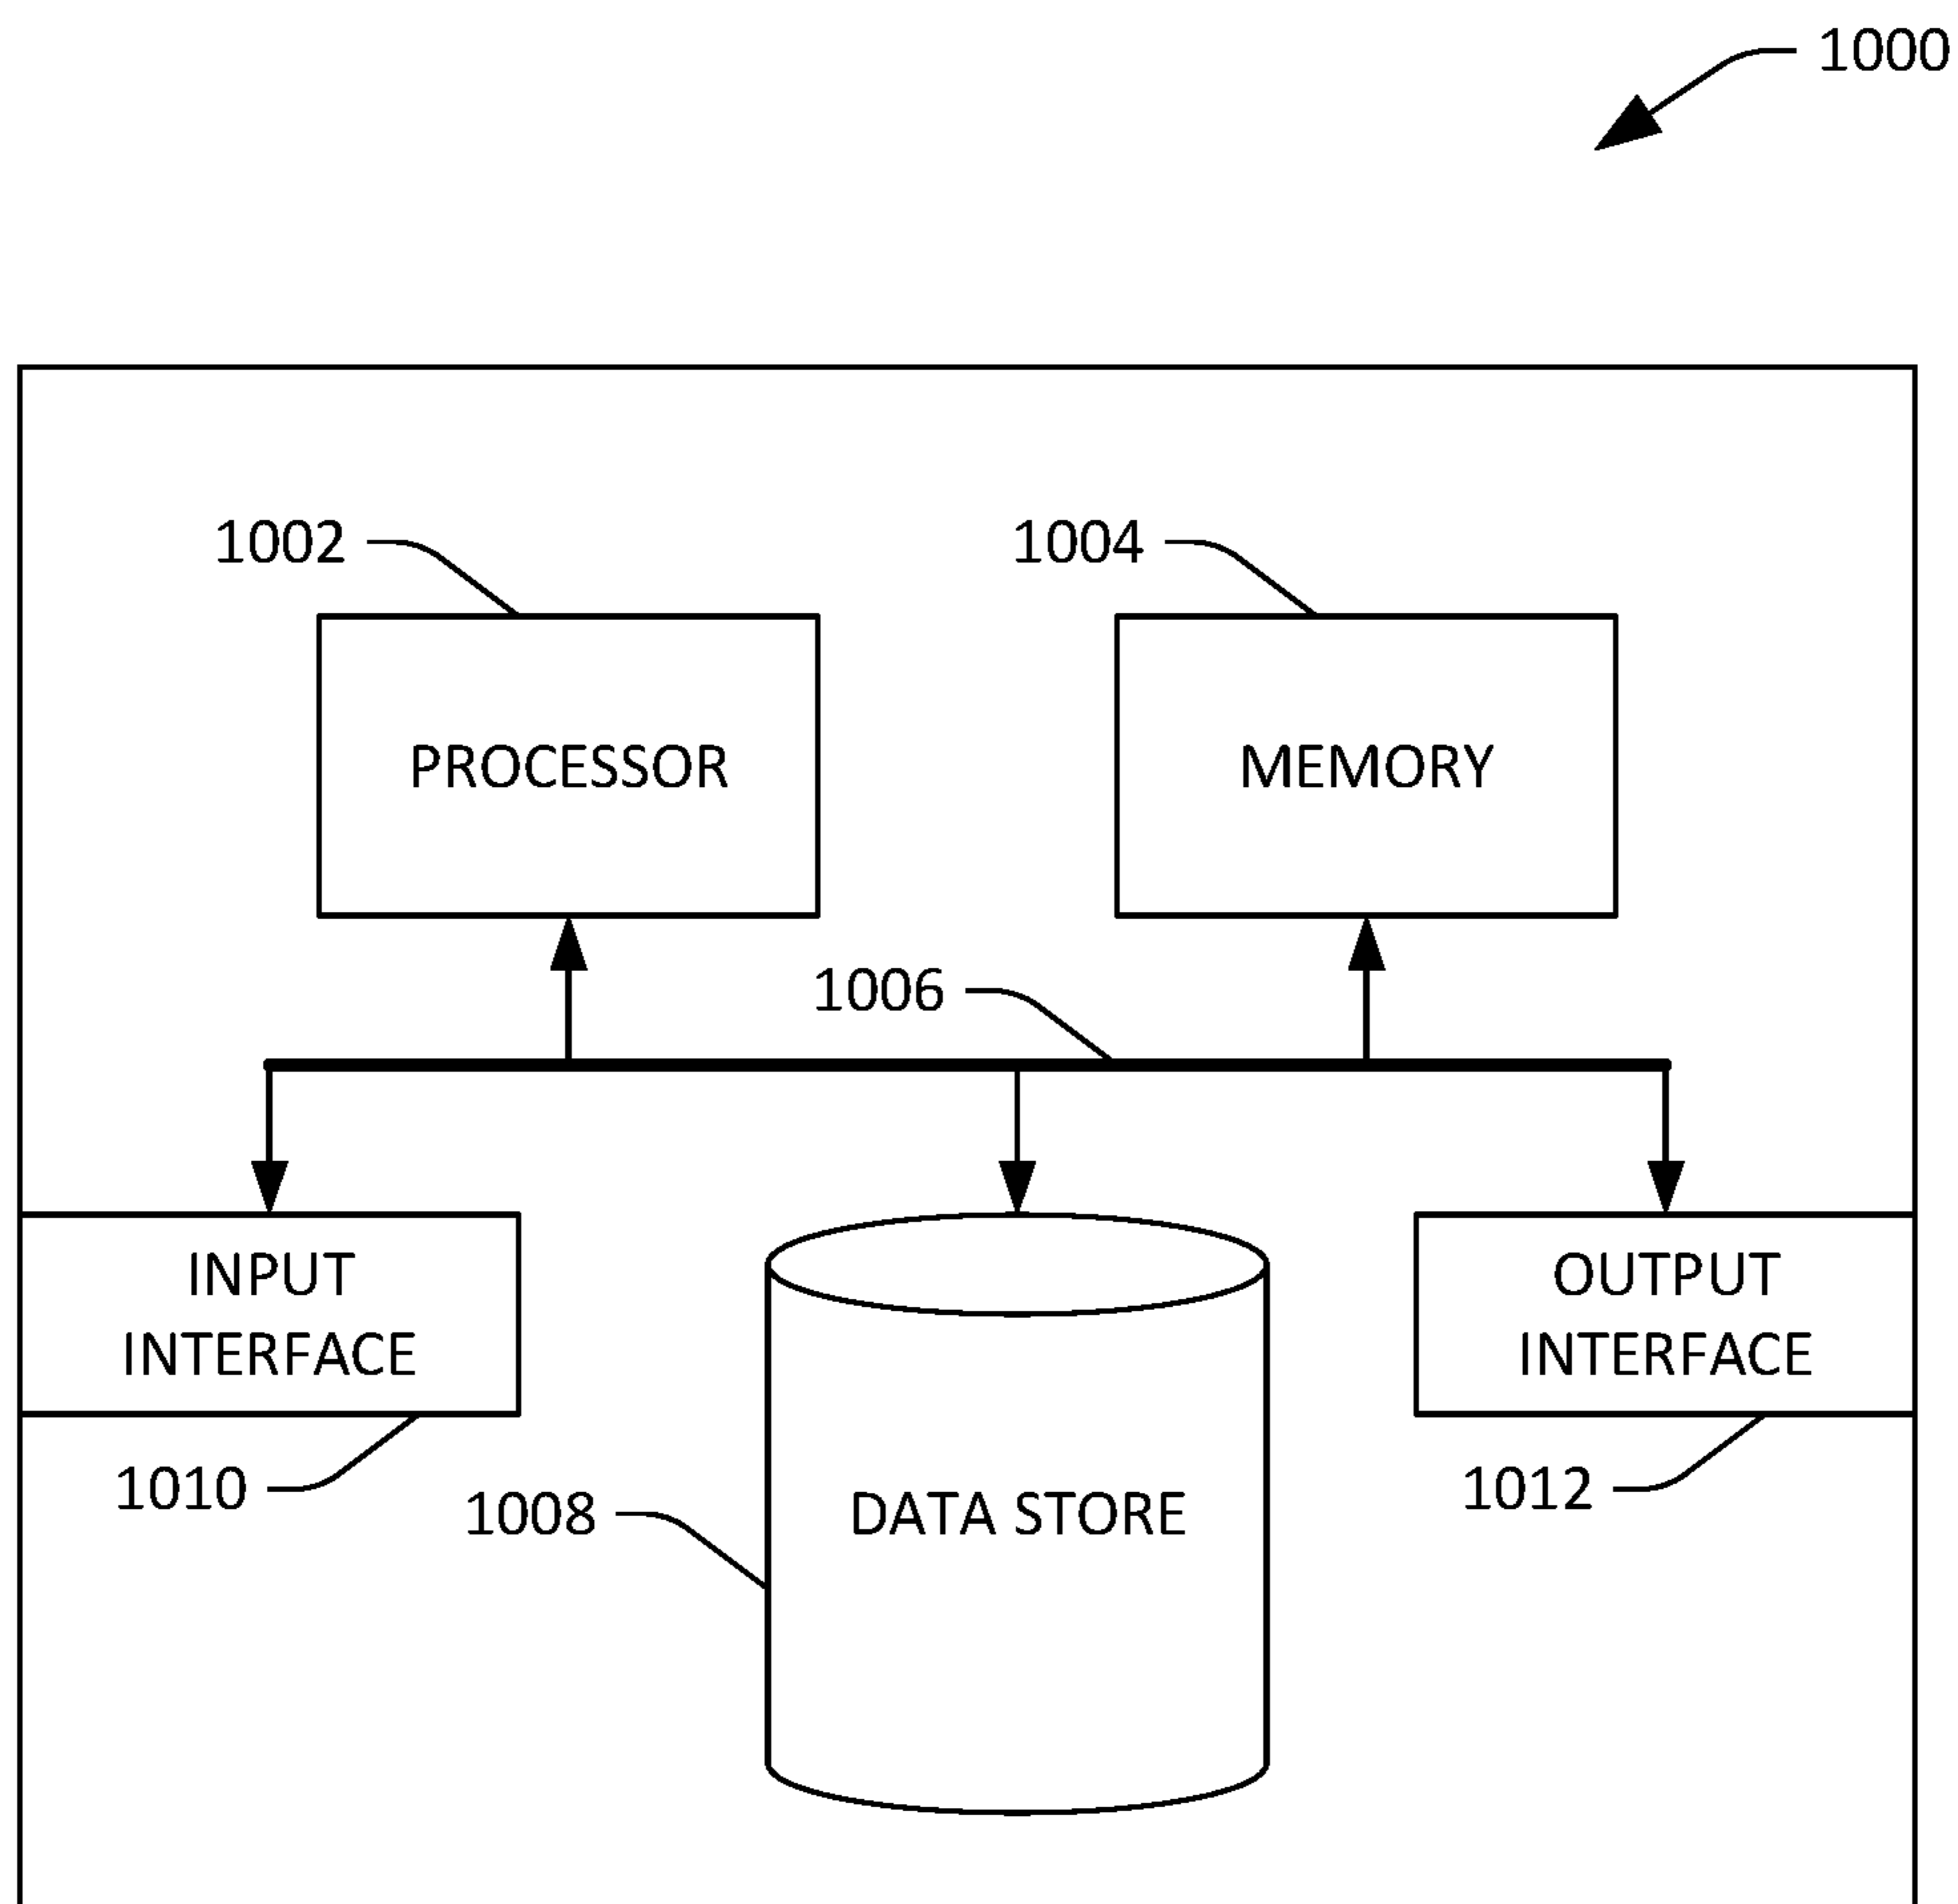 1000
1002
1004
PROCESSOR
MEMORY
1006
INPUT
INTERFACE
OUTPUT
INTERFACE
1010
1008
DATA STORE
1012